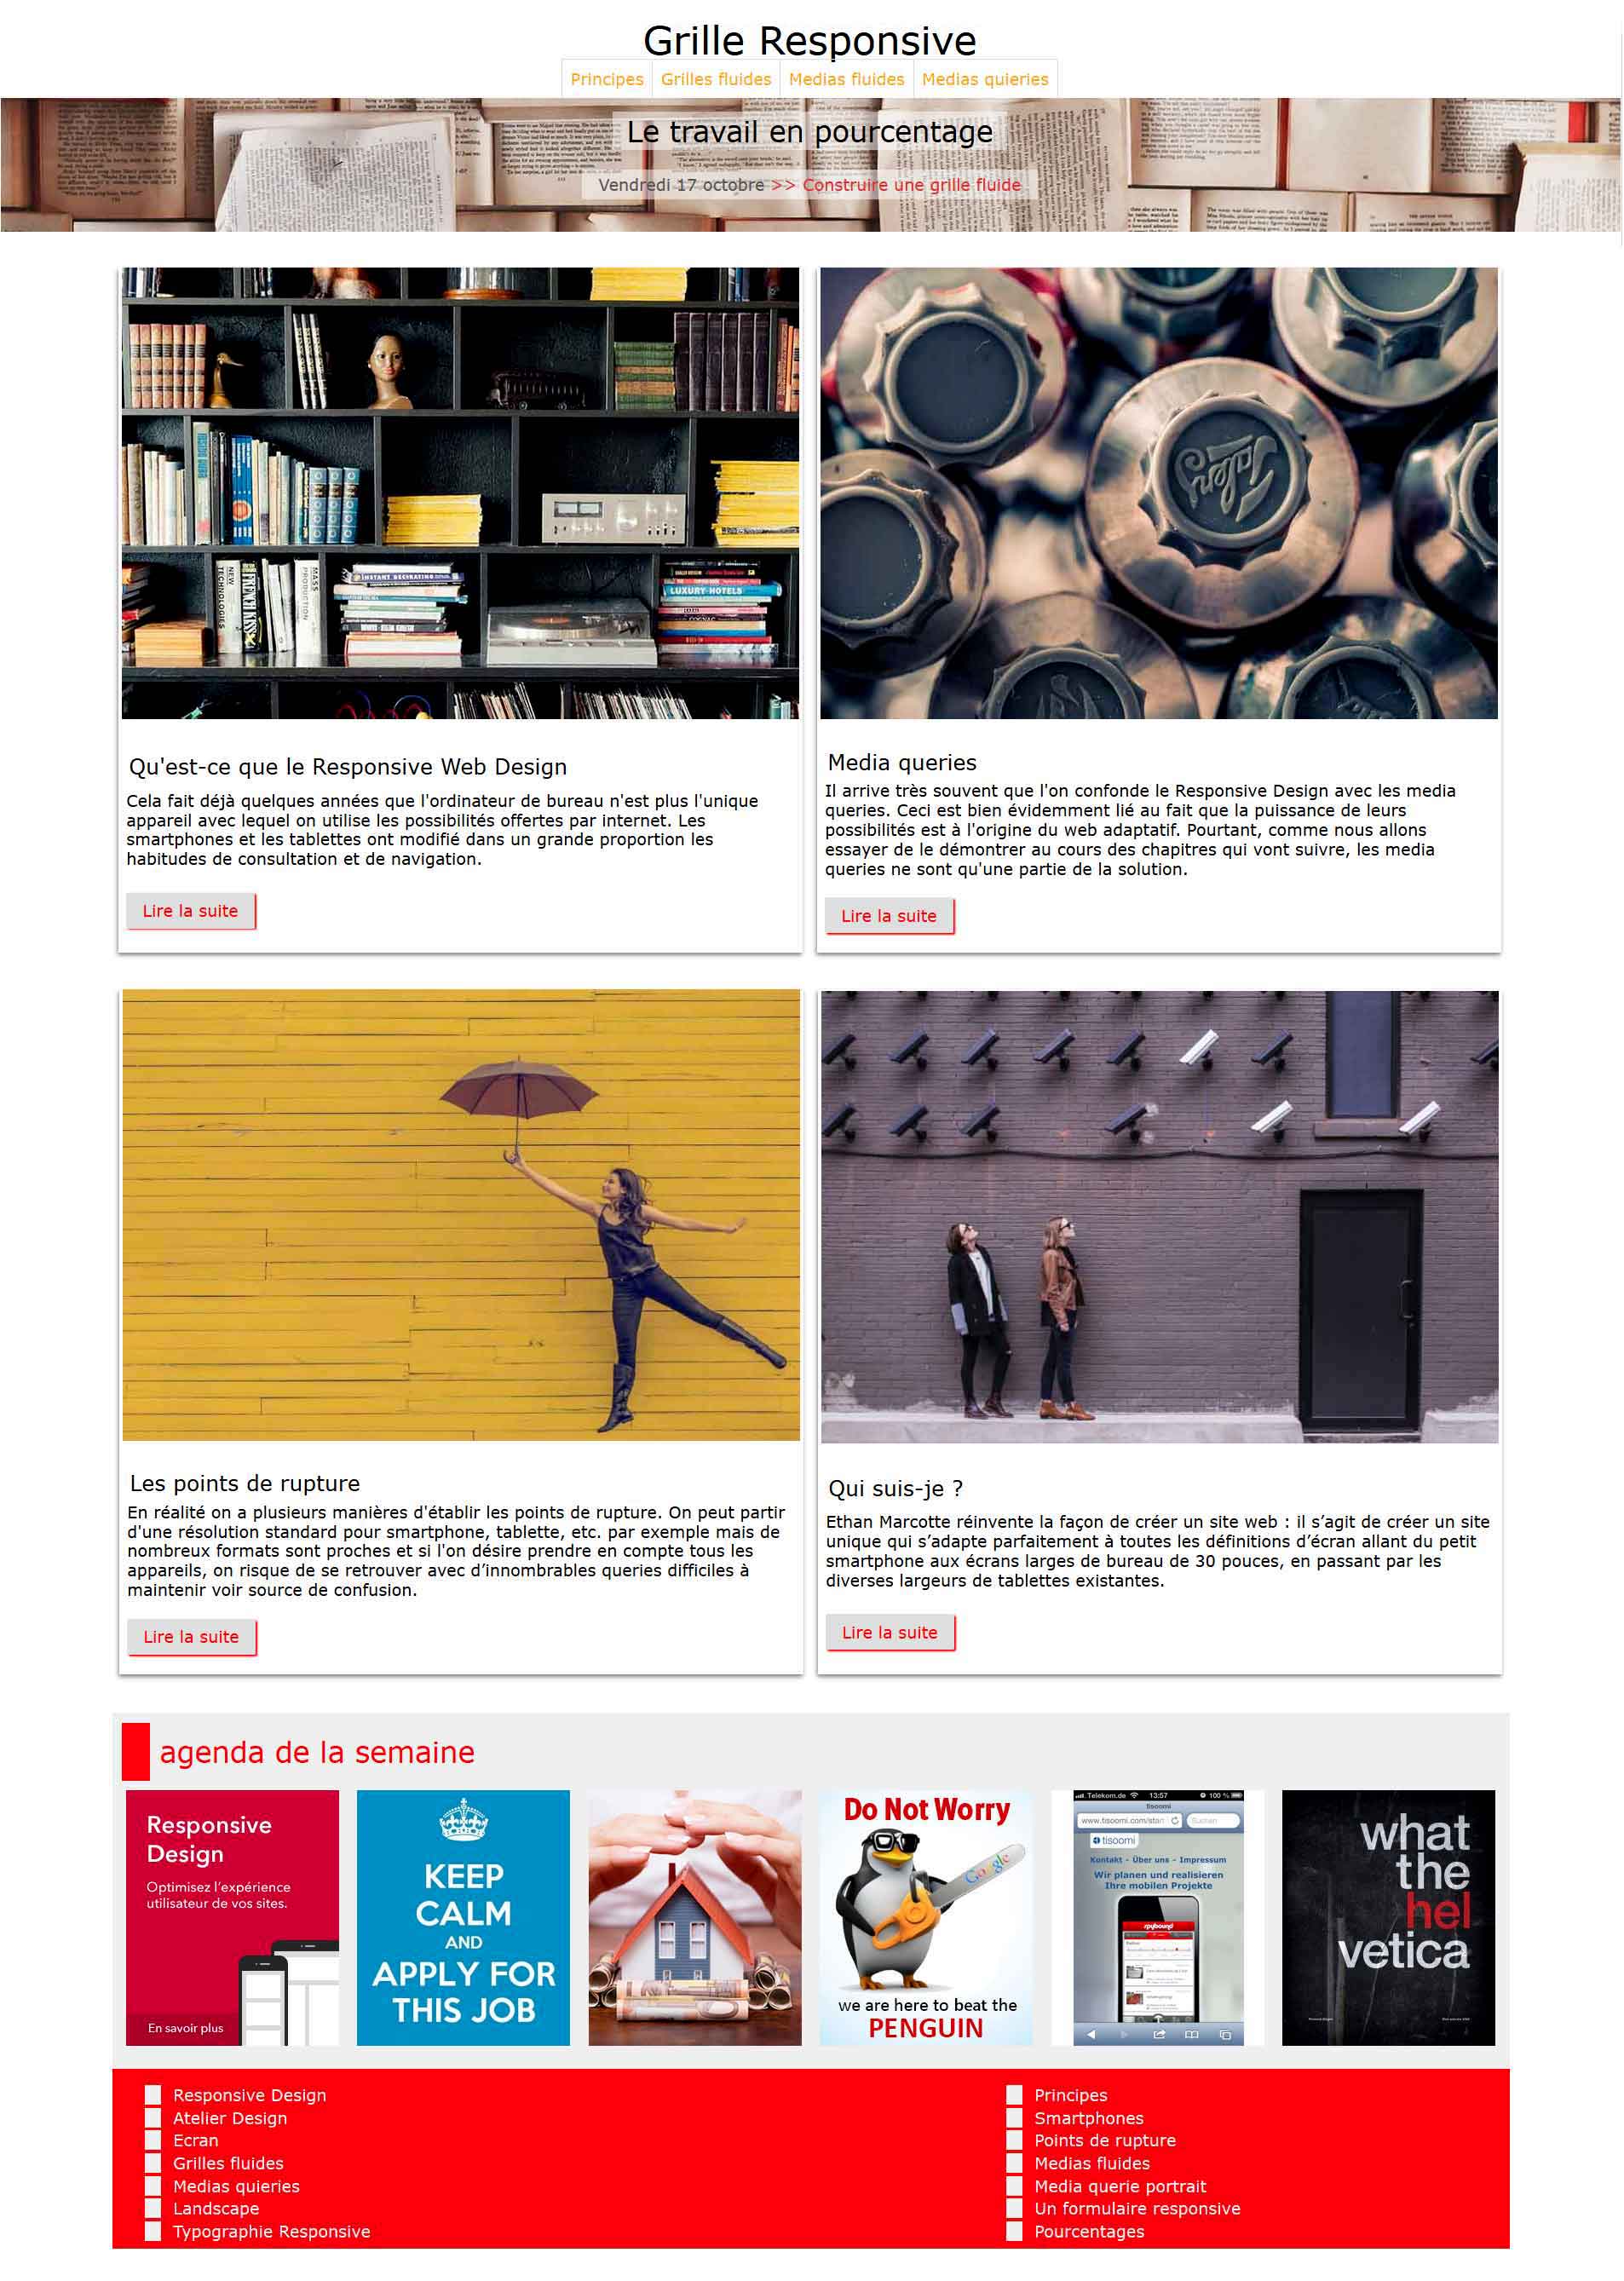 Grille Responsive
Principes
Grilles fluides
Medias fluides
Medias quieries
Le travail en pourcentage
Vendredi 17 octobre >> Construire une grille fluide
NEW TECHNOLOGIES
MASS PRODUCTION
INSTANT DECORATING
LUXURY HOTELS
Qu'est-ce que le Responsive Web Design
Cela fait déjà quelques années que l'ordinateur de bureau n'est plus l'unique
appareil avec lequel on utilise les possibilités offertes par internet. Les
smartphones et les tablettes ont modifié dans un grande proportion les
habitudes de consultation et de navigation.
Lire la suite
Media queries
Il arrive très souvent que l'on confonde le Responsive Design avec les media
queries. Ceci est bien évidemment lié au fait que la puissance de leurs
possibilités est à l'origine du web adaptatif. Pourtant, comme nous allons
essayer de le démontrer au cours des chapitres qui vont suivre, les media
queries ne sont qu'une partie de la solution.
Lire la suite
Les points de rupture
En réalité on a plusieurs manières d'établir les points de rupture. On peut partir
d'une résolution standard pour smartphone, tablette, etc. par exemple mais de
nombreux formats sont proches et si l'on désire prendre en compte tous les
appareils, on risque de se retrouver avec d’innombrables queries difficiles à
maintenir voir source de confusion.
Lire la suite
Qui suis-je ?
Ethan Marcotte réinvente la façon de créer un site web : il s’agit de créer un site
unique qui s’adapte parfaitement à toutes les définitions d’écran allant du petit
smartphone aux écrans larges de bureau de 30 pouces, en passant par les
diverses largeurs de tablettes existantes.
Lire la suite
agenda de la semaine
Responsive
Design
Optimisez l'expérience
utilisateur de vos sites.
En savoir plus
KEEP
CALM
AND
APPLY FOR
THIS JOB
Do Not Worry
Google
we are here to beat the
PENGUIN
Telekom.de 13:57 100 %
tisoomi
www.tisoomi.com/star Suchen
tisoomi
Kontakt - Über uns - Impressum
Wir planen und realisieren
Ihre mobilen Projekte
spybound
what
the
hel
vetica
Responsive Design
Atelier Design
Ecran
Grilles fluides
Medias quieries
Landscape
Typographie Responsive
Principes
Smartphones
Points de rupture
Medias fluides
Media querie portrait
Un formulaire responsive
Pourcentages